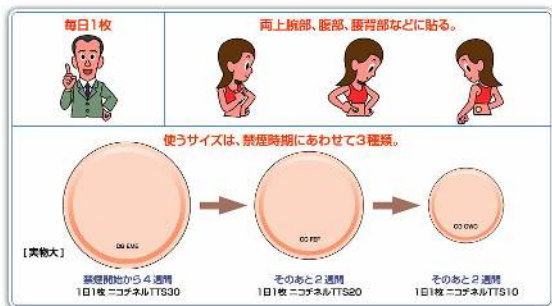 毎日1枚
両上腕部、腹部、腰背部などに貼る。
使うサイズは、禁煙時期にあわせて3種類。
[実物大]
禁煙開始から4週間
1日1枚 ニコチネルTTS30
そのあと2週間
1日1枚 ニコチネルTTS20
そのあと2週間
1日1枚 ニコチネルTTS10